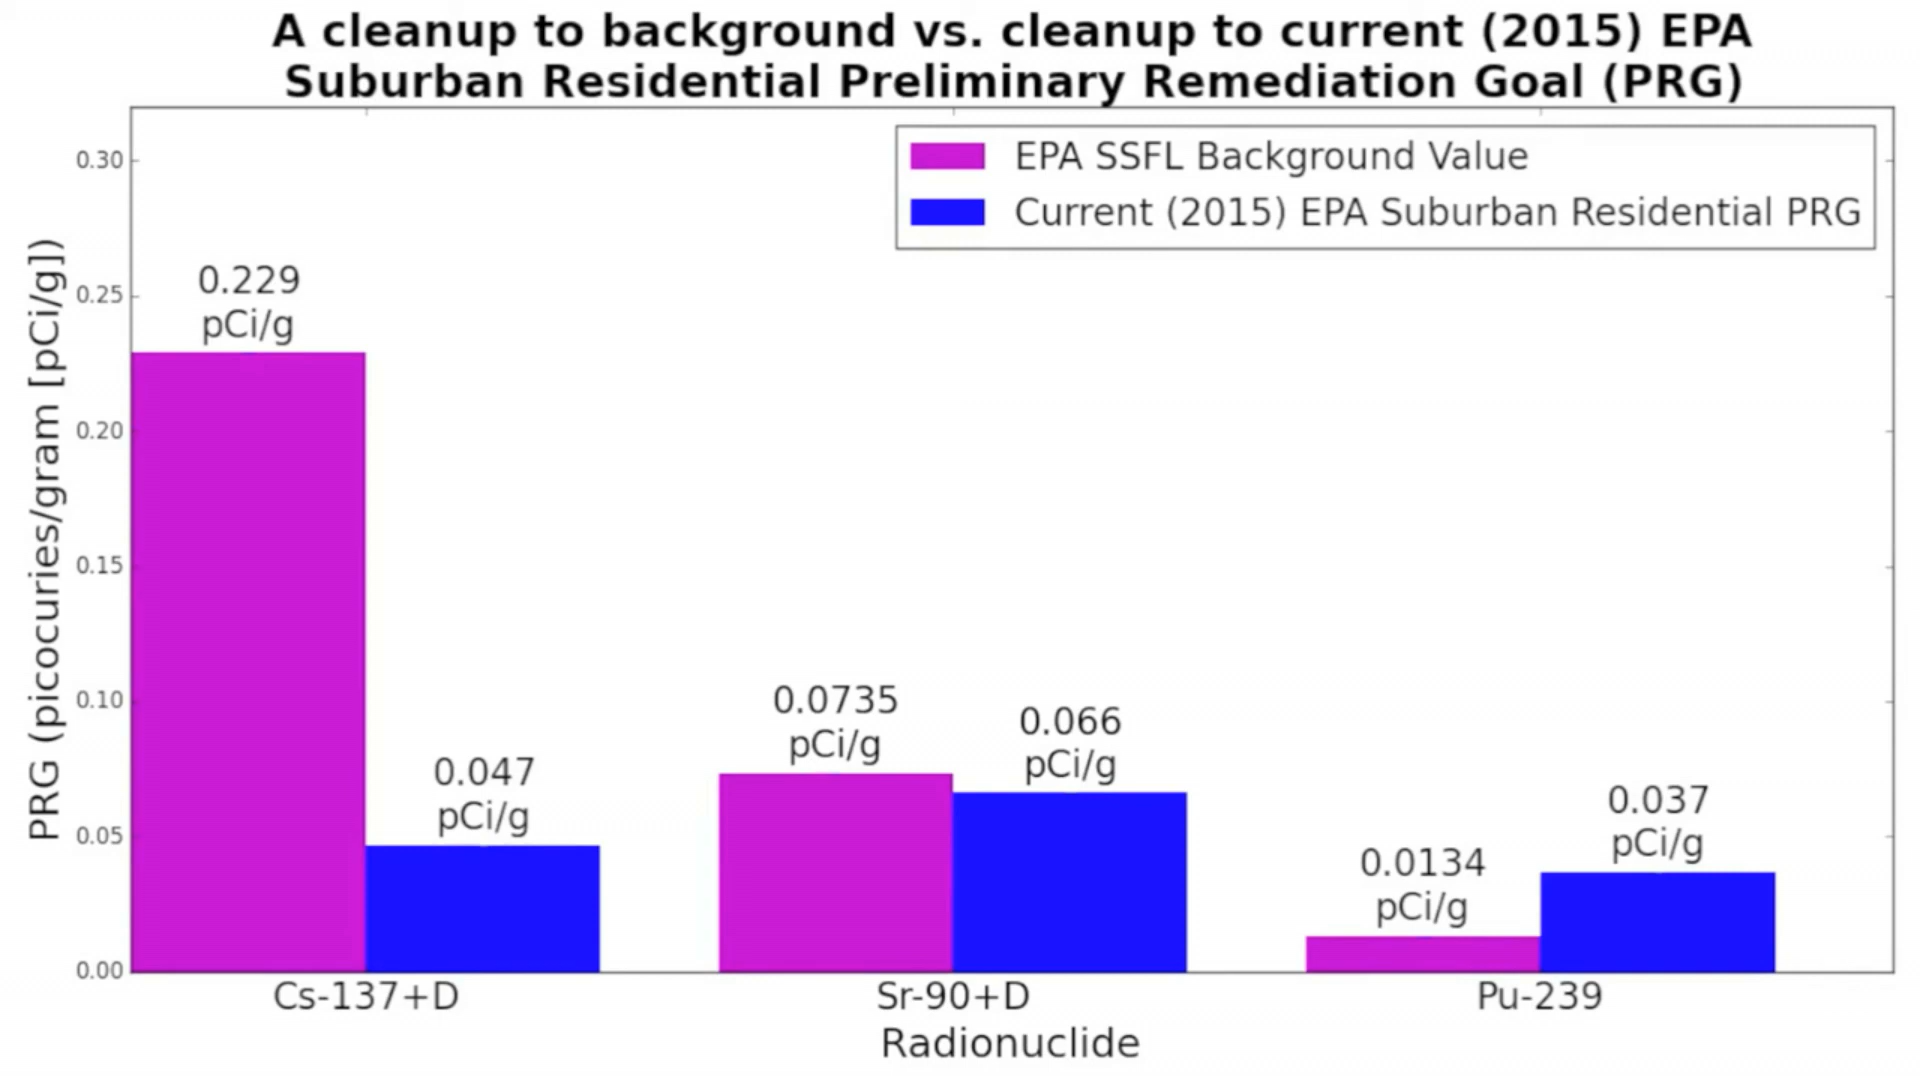 A cleanup to background vs. cleanup to current (2015) EPA
Suburban Residential Preliminary Remediation Goal (PRG)
EPA SSFL Background Value
Current (2015) EPA Suburban Residential PRG
PRG (picocuries/gram [pCi/g])
0.30
0.25
0.20
0.15
0.10
0.05
0.00
0.229
pCi/g
0.047
pCi/g
0.0735
pCi/g
0.066
pCi/g
0.0134
pCi/g
0.037
pCi/g
Cs-137+D
Sr-90+D
Pu-239
Radionuclide